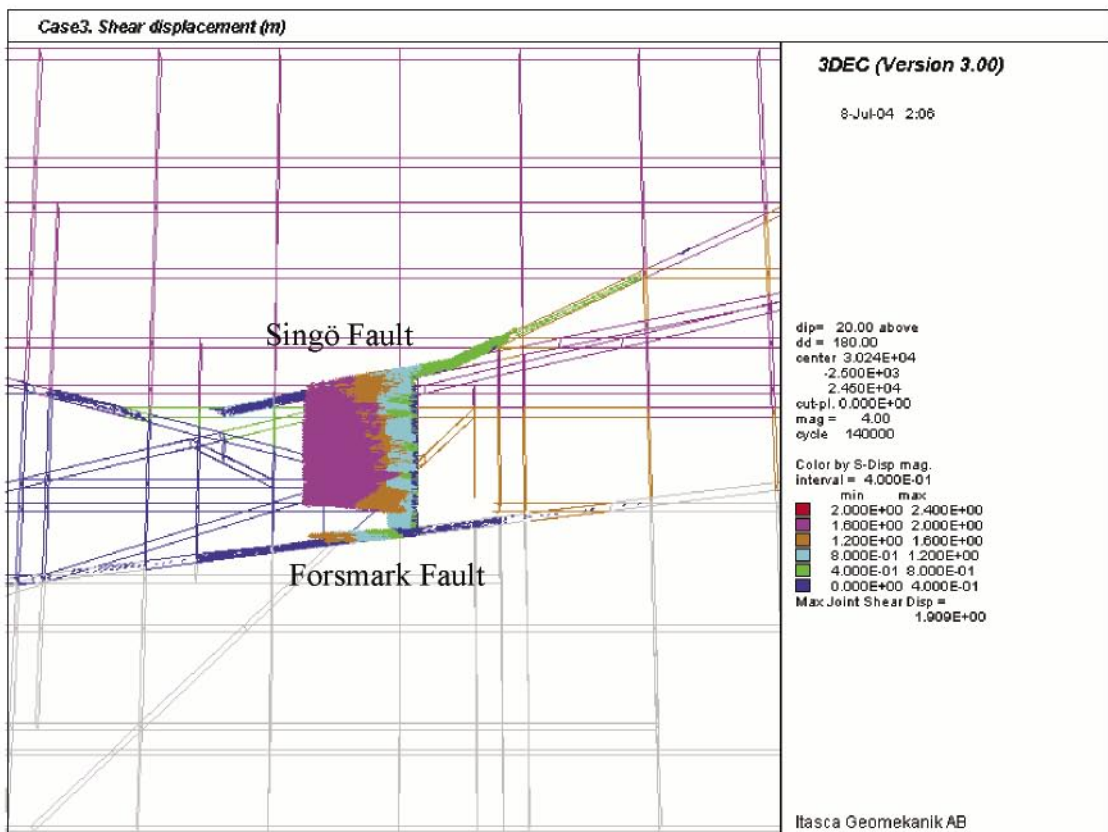 Case3. Shear displacement (m)
3DEC (Version 3.00)
8-Jul-04 2:06
Singö Fault
Forsmark Fault
dip= 20.00 above
dd = 180.00
center 3.024E+04
-2.500E+03
2.450E+04
cut-pl. 0.000E+00
mag = 4.00
cycle 140000
Color by S-Disp mag.
interval = 4.000E-01
min max
2.000E+00 2.400E+00
1.600E+00 2.000E+00
1.200E+00 1.600E+00
8.000E-01 1.200E+00
4.000E-01 8.000E-01
0.000E+00 4.000E-01
Max Joint Shear Disp =
1.909E+00
Itasca Geomekanik AB